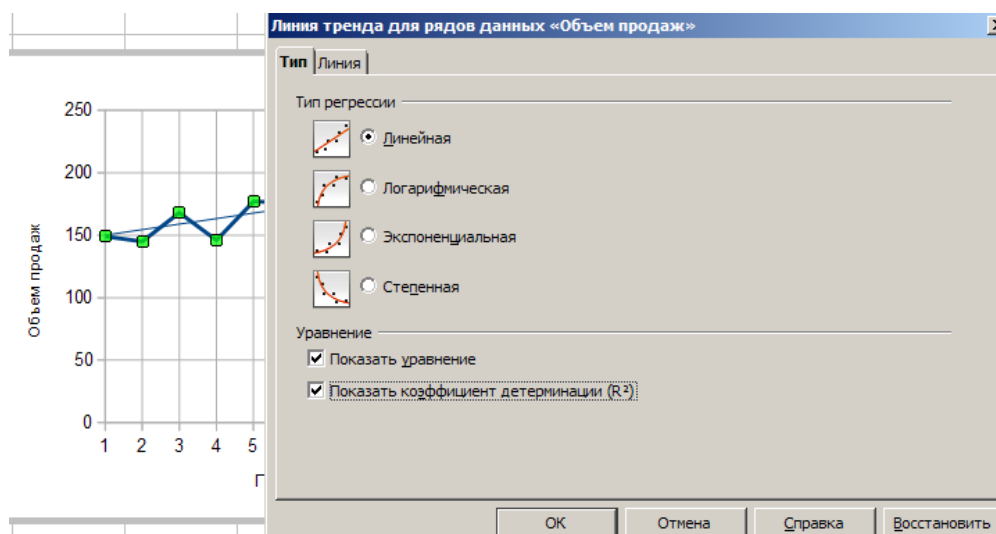 Линия тренда для рядов данных «Объем продаж»
Тип Линия
Тип регрессии
Линейная
Логарифмическая
Экспоненциальная
Степенная
Уравнение
Показать уравнение
Показать коэффициент детерминации (R²)
ОК Отмена Справка Восстановить
250
200
150
100
50
0
1 2 3 4 5
Объем продаж